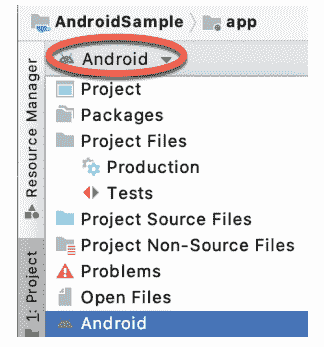 AndroidSample app
Android
Project
Packages
Project Files
Production
Tests
Project Source Files
Project Non-Source Files
Problems
Open Files
Android
Resource Manager
1: Project